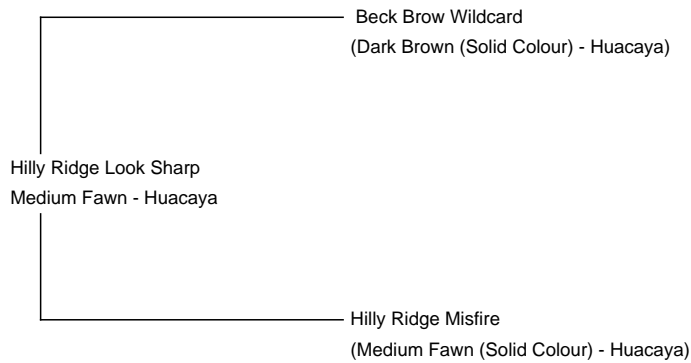 Beck Brow Wildcard
(Dark Brown (Solid Colour) - Huacaya)
Hilly Ridge Look Sharp
Medium Fawn - Huacaya
Hilly Ridge Misfire
(Medium Fawn (Solid Colour) - Huacaya)